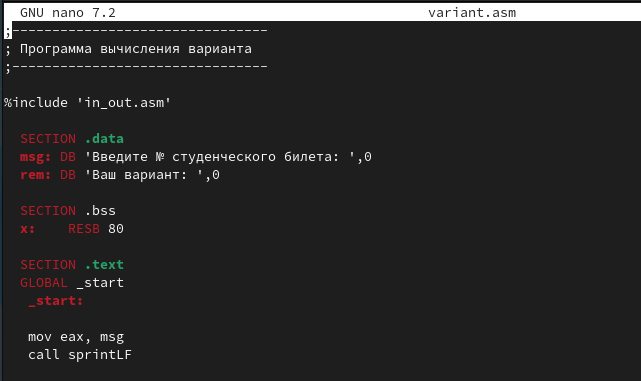 GNU nano 7.2 variant.asm
;--------------------------------
; Программа вычисления варианта
;--------------------------------
%include 'in_out.asm'
SECTION .data
msg: DB 'Введите № студенческого билета: ',0
rem: DB 'Ваш вариант: ',0
SECTION .bss
x: RESB 80
SECTION .text
GLOBAL _start
_start:
mov eax, msg
call sprintLF